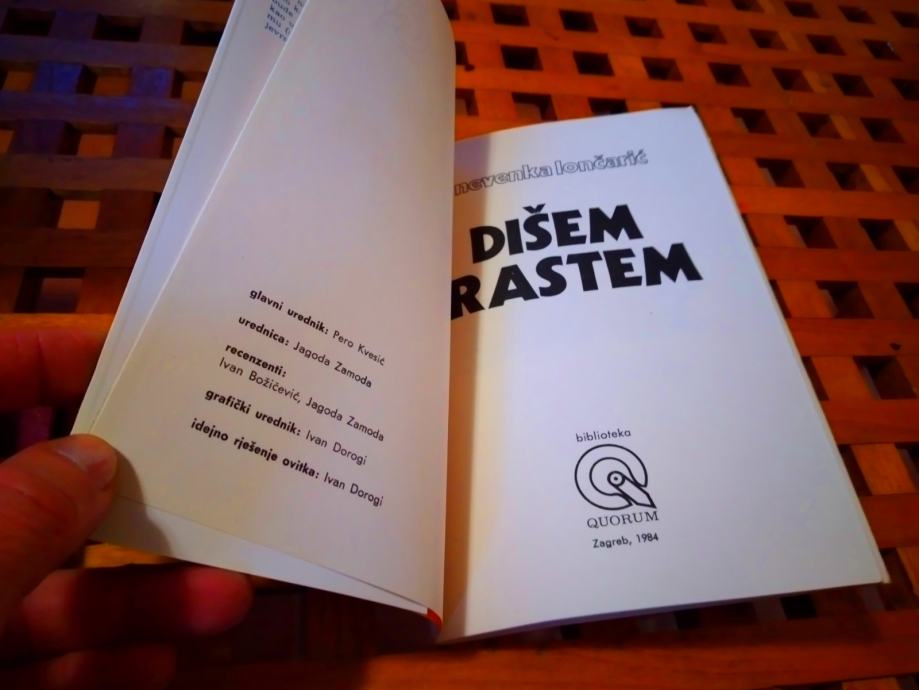 glavni urednik: Pero Kvesić
urednica: Jagoda Zamoda
recenzenti:
Ivan Božičević, Jagoda Zamoda
grafički urednik: Ivan Dorogi
idejno rješenje ovitka: Ivan Dorogi
nevenka lončarić
DIŠEM
RASTEM
biblioteka
QUORUM
Zagreb, 1984